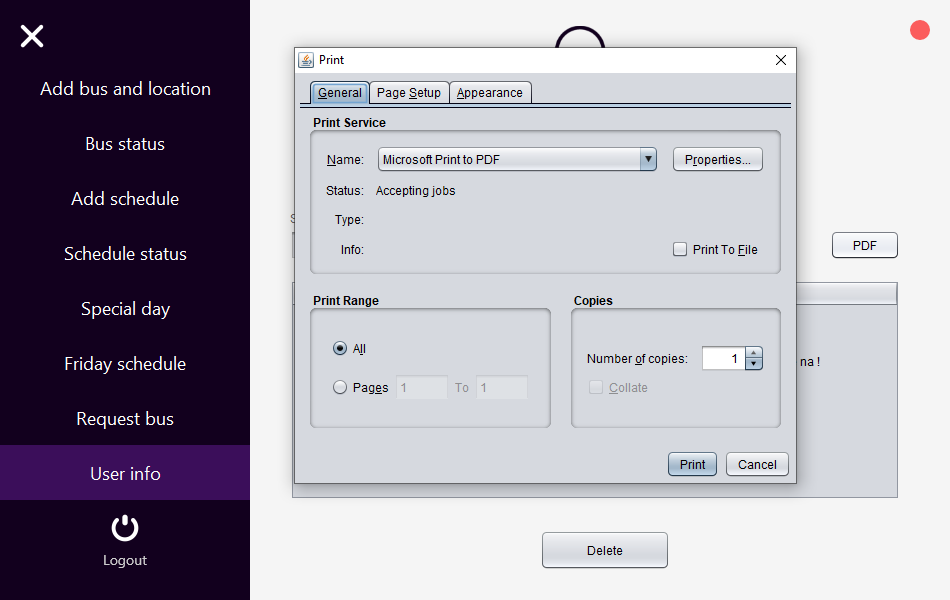 Add bus and location
Bus status
Add schedule
Schedule status
Special day
Friday schedule
Request bus
User info
Logout
Print
General
Page Setup
Appearance
Print Service
Name:
Microsoft Print to PDF
Properties...
Status:
Accepting jobs
Type:
Info:
Print To File
Print Range
All
Pages
1
To
1
Copies
Number of copies:
1
Collate
Print
Cancel
PDF
na !
Delete